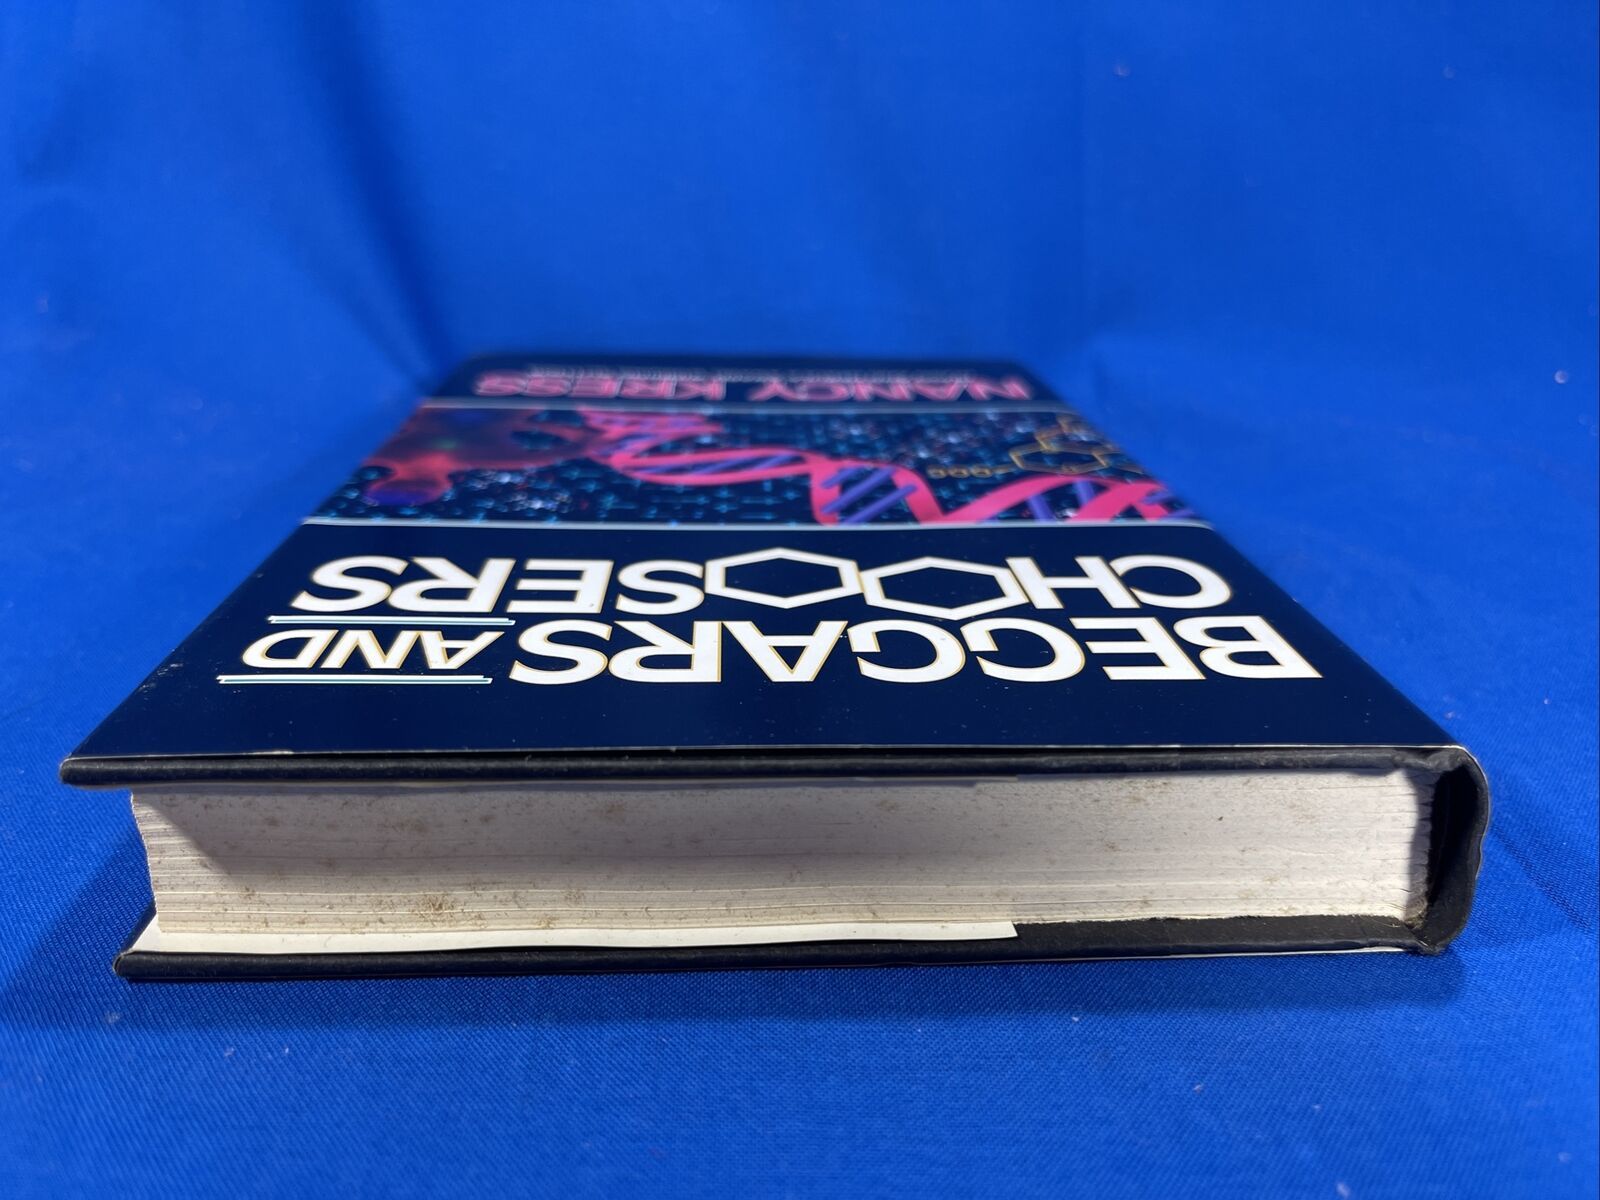 BEGGARS AND
CHOOSERS
NANCY KRESS